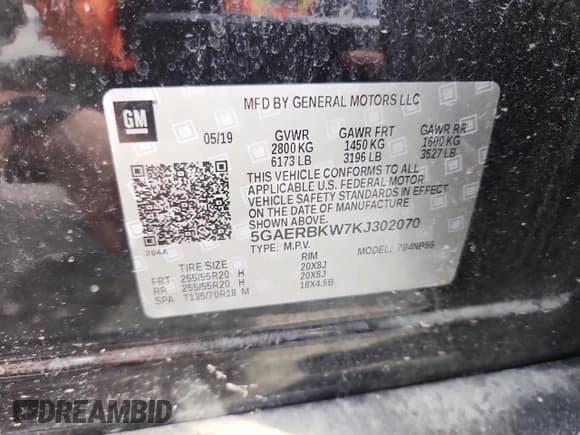 MFD BY GENERAL MOTORS LLC
GM
05/19 GVWR GAWR FRT GAWR RR
2800 KG 1450 KG 1600 KG
6173 LB 3196 LB 3527 LB
THIS VEHICLE CONFORMS TO ALL
APPLICABLE U.S. FEDERAL MOTOR
VEHICLE SAFETY STANDARDS IN EFFECT
ON THE DATE OF MANUFACTURE
SHOWN ABOVE.
5GAERBKW7KJ302070
TYPE: M.P.V. MODEL:
TIRE SIZE RIM
FRT 255/55R20 H 20X8J
RR 255/55R20 H 20X8J
SPA T135/70R18 M 18X4.5B
DREAMBID